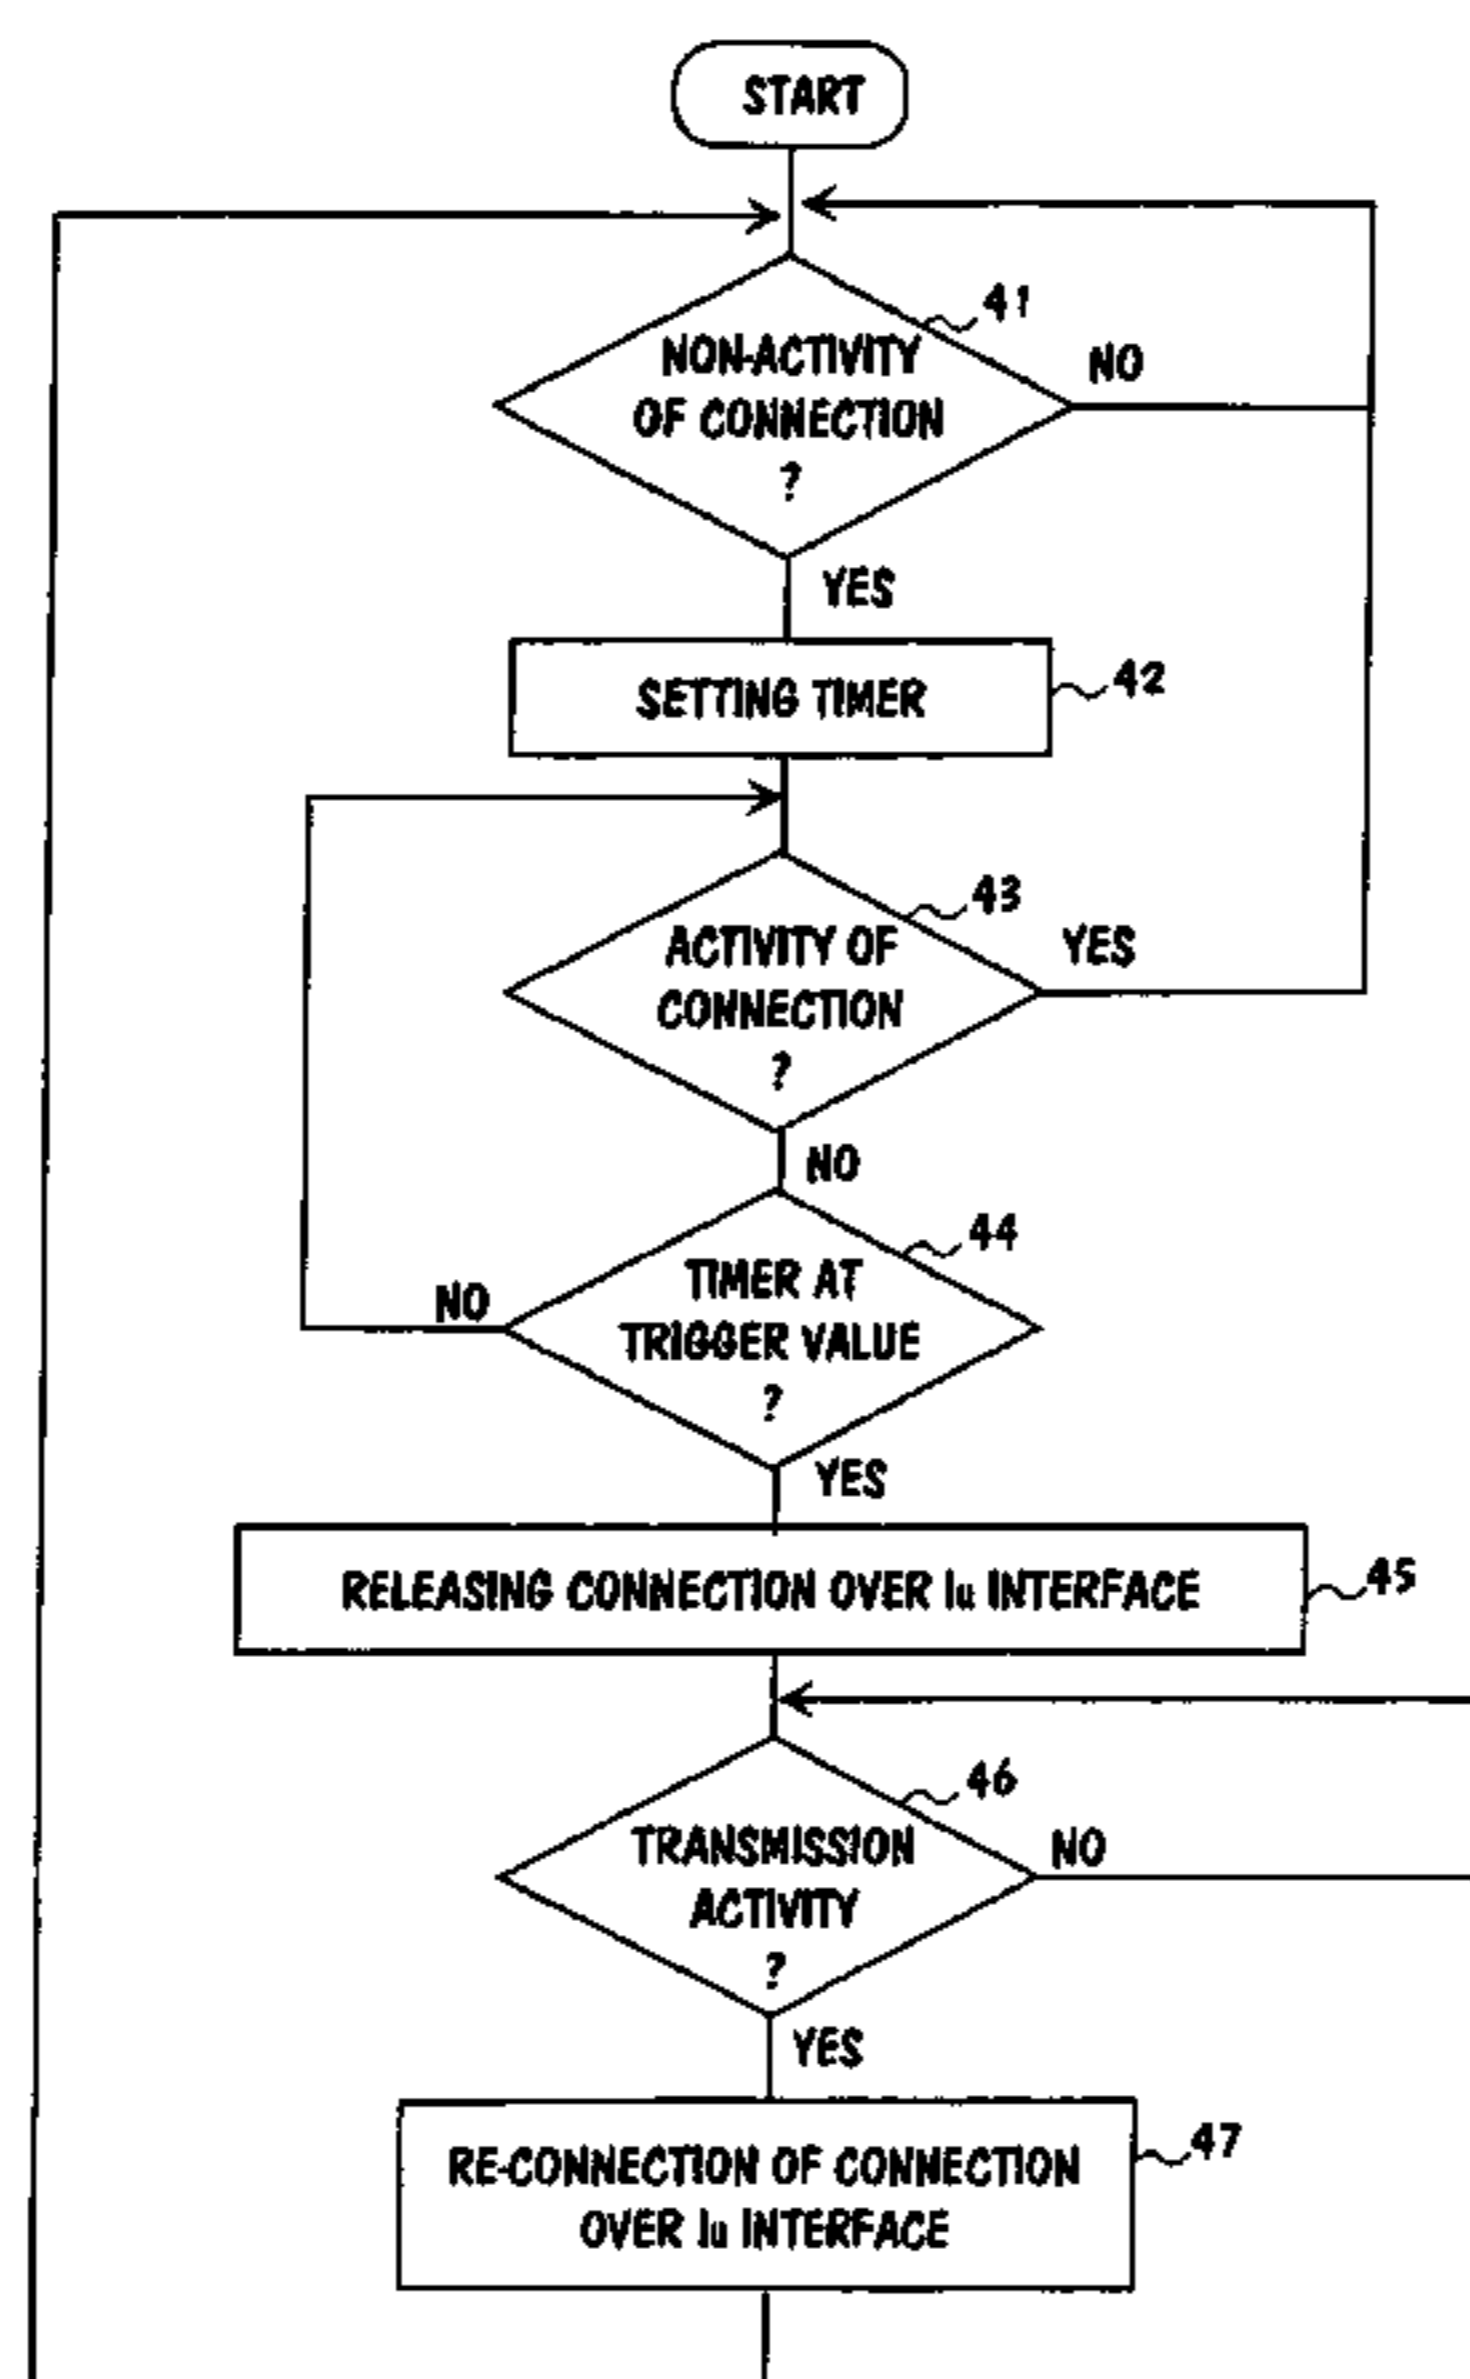 START
41
NON-ACTIVITY
OF CONNECTION
?
NO
YES
SETTING TIMER
42
43
ACTIVITY OF
CONNECTION
?
YES
NO
44
TIMER AT
TRIGGER VALUE
?
NO
YES
RELEASING CONNECTION OVER Iu INTERFACE
45
46
TRANSMISSION
ACTIVITY
?
NO
YES
47
RE-CONNECTION OF CONNECTION
OVER Iu INTERFACE